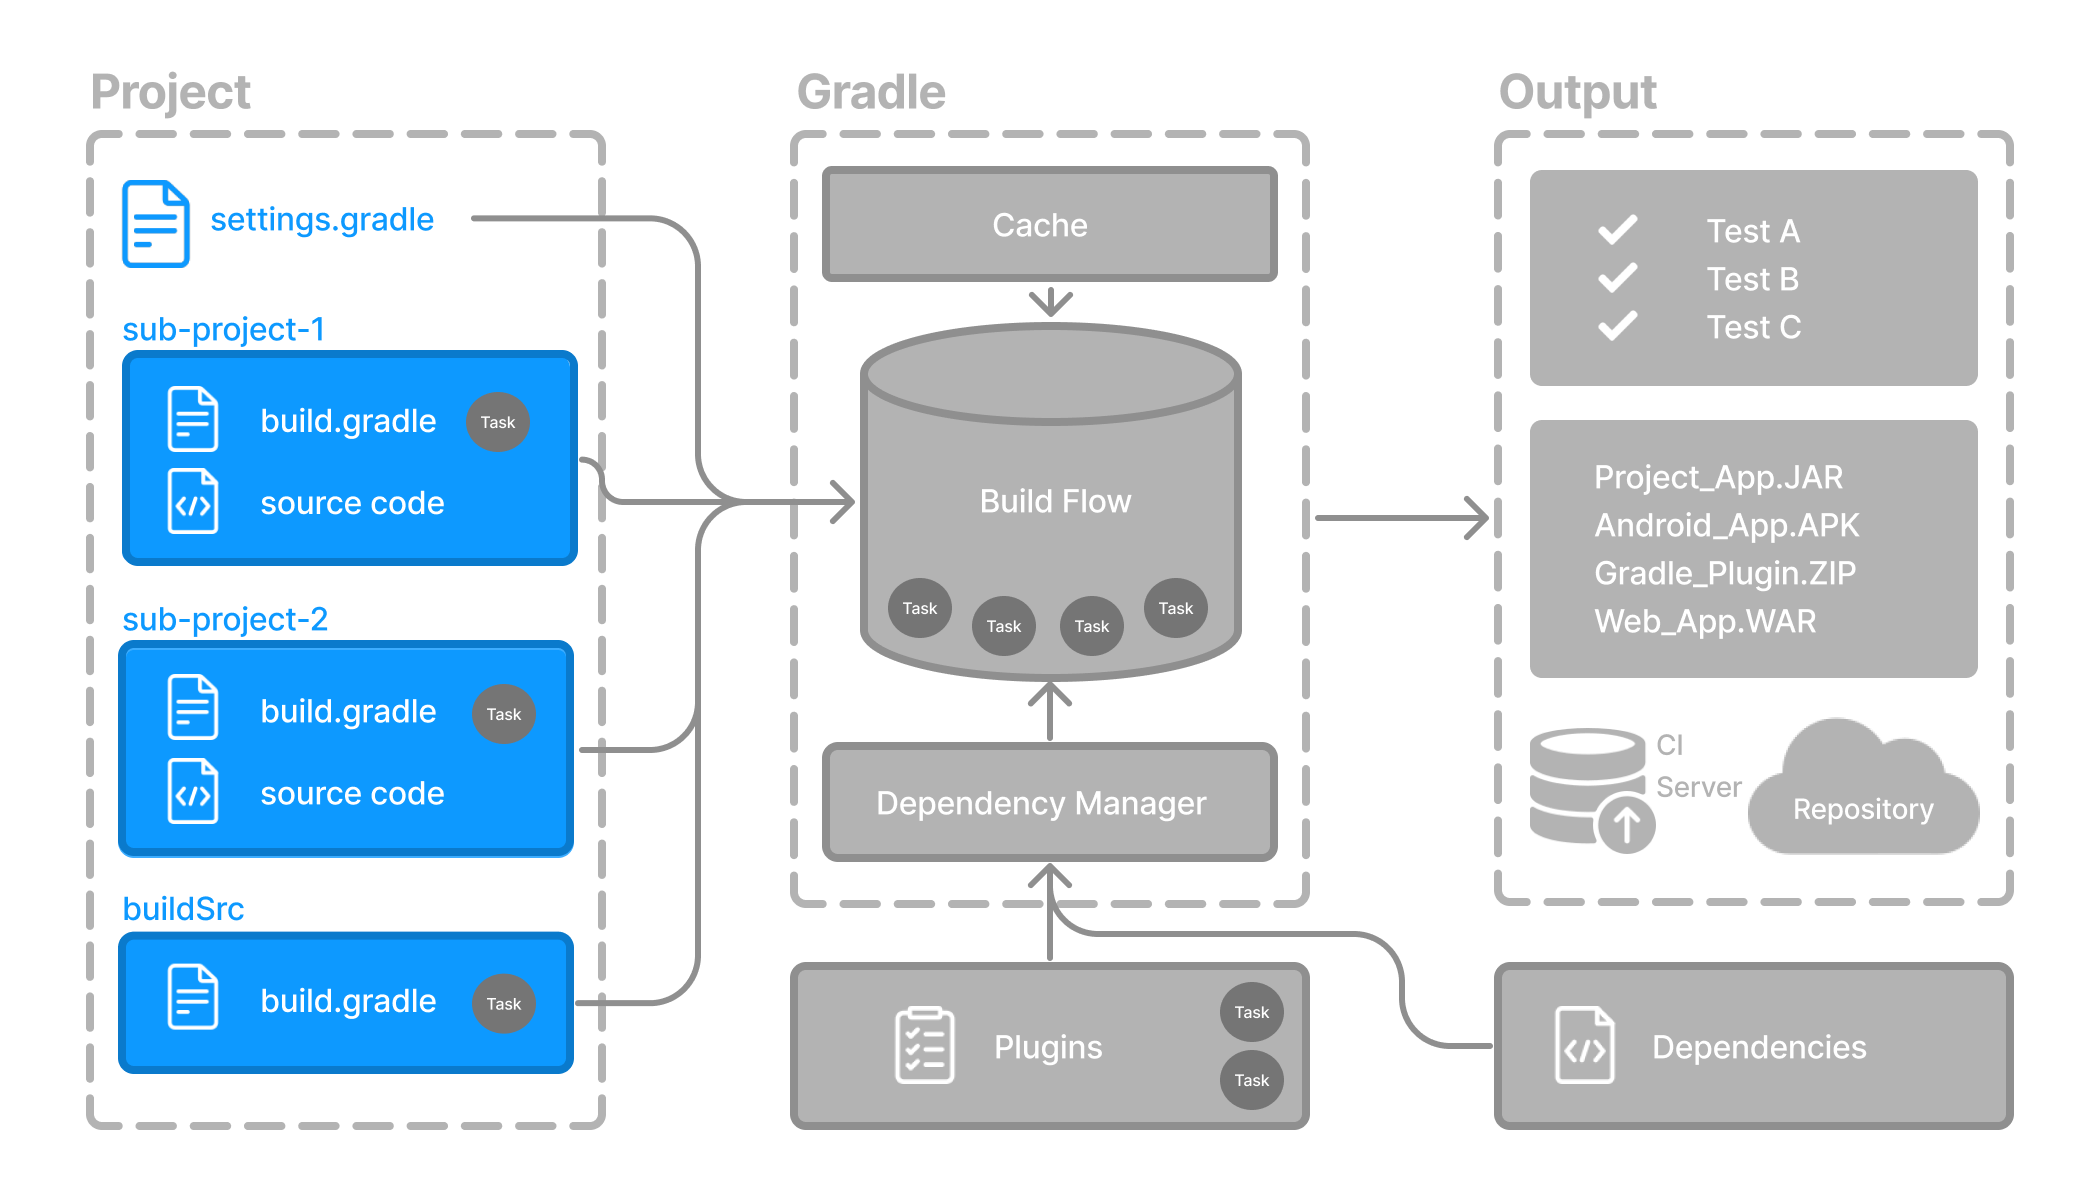 Project
settings.gradle
sub-project-1
build.gradle
Task
source code
sub-project-2
build.gradle
Task
source code
buildSrc
build.gradle
Task
Gradle
Cache
Build Flow
Task
Task
Task
Task
Dependency Manager
Plugins
Task
Task
Output
Test A
Test B
Test C
Project_App.JAR
Android_App.APK
Gradle_Plugin.ZIP
Web_App.WAR
CI
Server
Repository
Dependencies